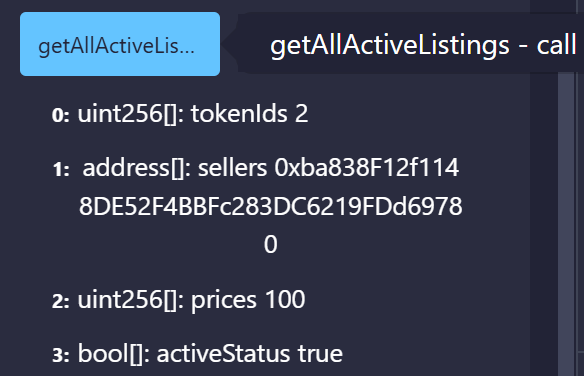 getAllActiveLis...
getAllActiveListings - call
0: uint256[]: tokenIds 2
1: address[]: sellers 0xba838F12f114
8DE52F4BBFc283DC6219FDd6978
0
2: uint256[]: prices 100
3: bool[]: activeStatus true